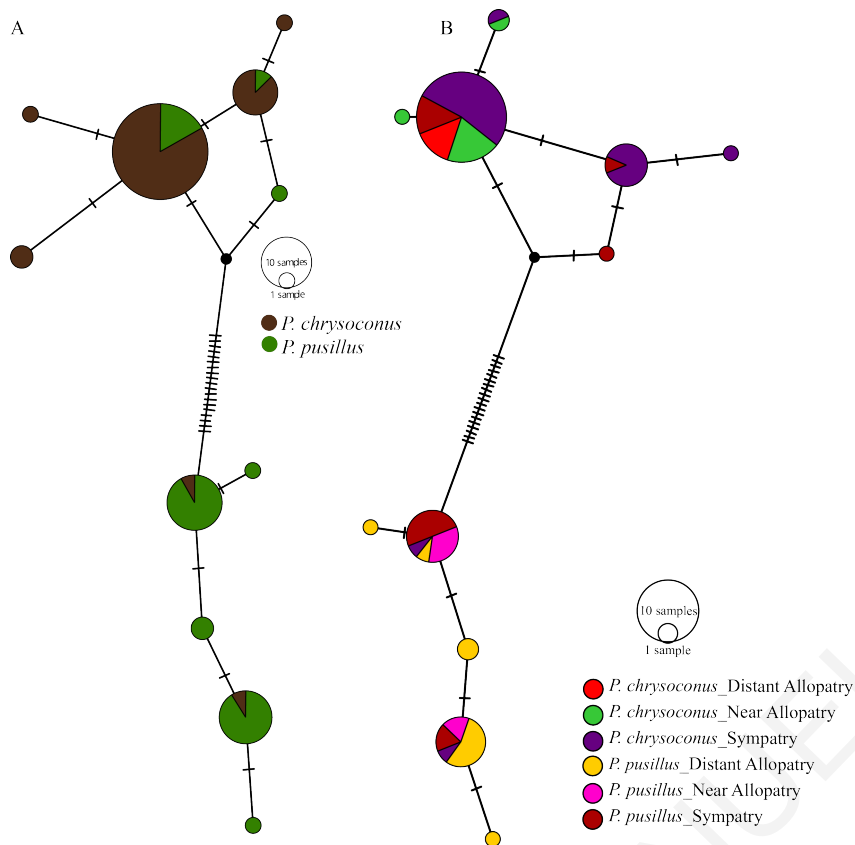 A
B
10 samples
1 sample
P. chrysoconus
P. pusillus
10 samples
1 sample
P. chrysoconus_Distant Allopatry
P. chrysoconus_Near Allopatry
P. chrysoconus_Sympatry
P. pusillus_Distant Allopatry
P. pusillus_Near Allopatry
P. pusillus_Sympatry